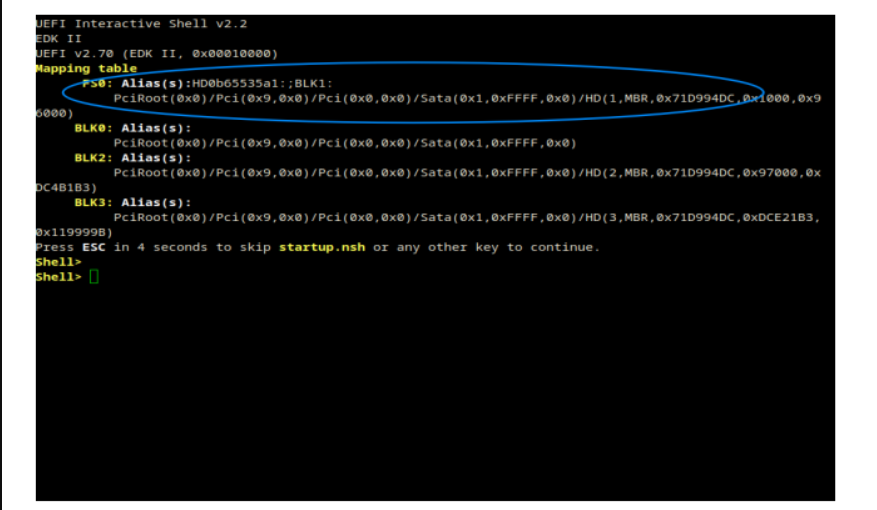 UEFI Interactive Shell v2.2
EDK II
UEFI v2.70 (EDK II, 0x00010000)
Mapping table
FS0: Alias(s):HD0b65535a1:;BLK1:
PciRoot(0x0)/Pci(0x9,0x0)/Pci(0x0,0x0)/Sata(0x1,0xFFFF,0x0)/HD(1,MBR,0x71D994DC,0x1000,0x9
6000)
BLK0: Alias(s):
PciRoot(0x0)/Pci(0x9,0x0)/Pci(0x0,0x0)/Sata(0x1,0xFFFF,0x0)
BLK2: Alias(s):
PciRoot(0x0)/Pci(0x9,0x0)/Pci(0x0,0x0)/Sata(0x1,0xFFFF,0x0)/HD(2,MBR,0x71D994DC,0x97000,0x
DC4B1B3)
BLK3: Alias(s):
PciRoot(0x0)/Pci(0x9,0x0)/Pci(0x0,0x0)/Sata(0x1,0xFFFF,0x0)/HD(3,MBR,0x71D994DC,0xDCE21B3,
0x119999B)
Press ESC in 4 seconds to skip startup.nsh or any other key to continue.
Shell>
Shell>